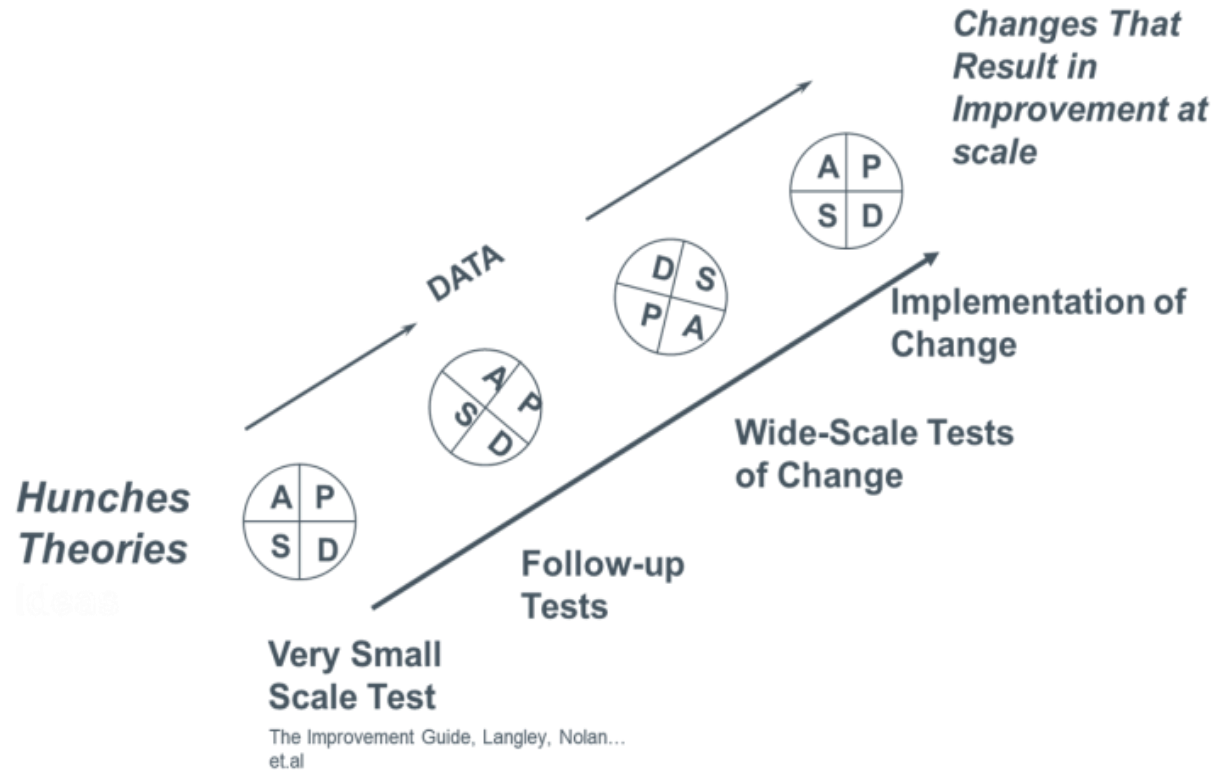 Changes That
Result in
Improvement at
scale
A P
S D
DATA
D S
P A
Implementation of
Change
A P
S D
Wide-Scale Tests
of Change
Hunches
Theories
Ideas
A P
S D
Follow-up
Tests
Very Small
Scale Test
The Improvement Guide, Langley, Nolan…
et.al